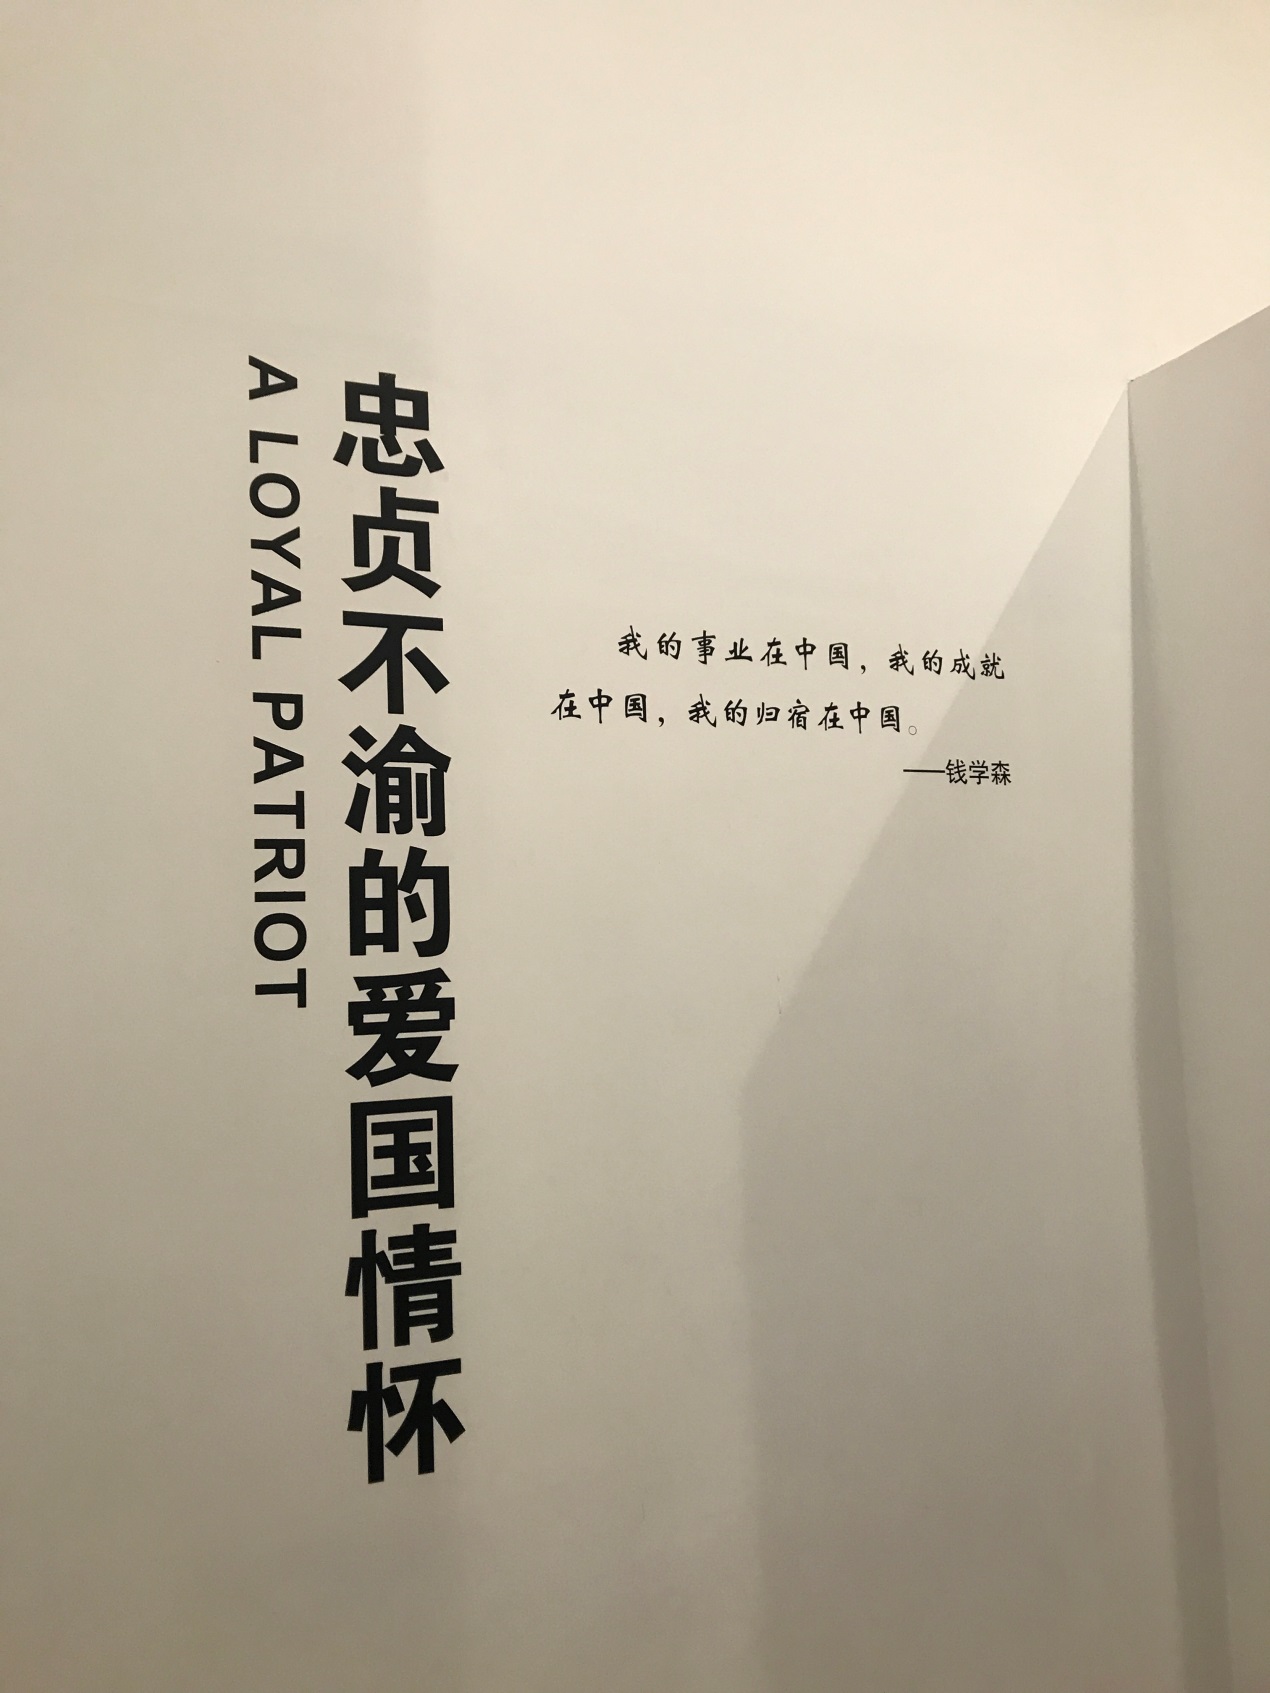 忠贞不渝的爱国情怀
A LOYAL PATRIOT
我的事业在中国，我的成就
在中国，我的归宿在中国。
——钱学森